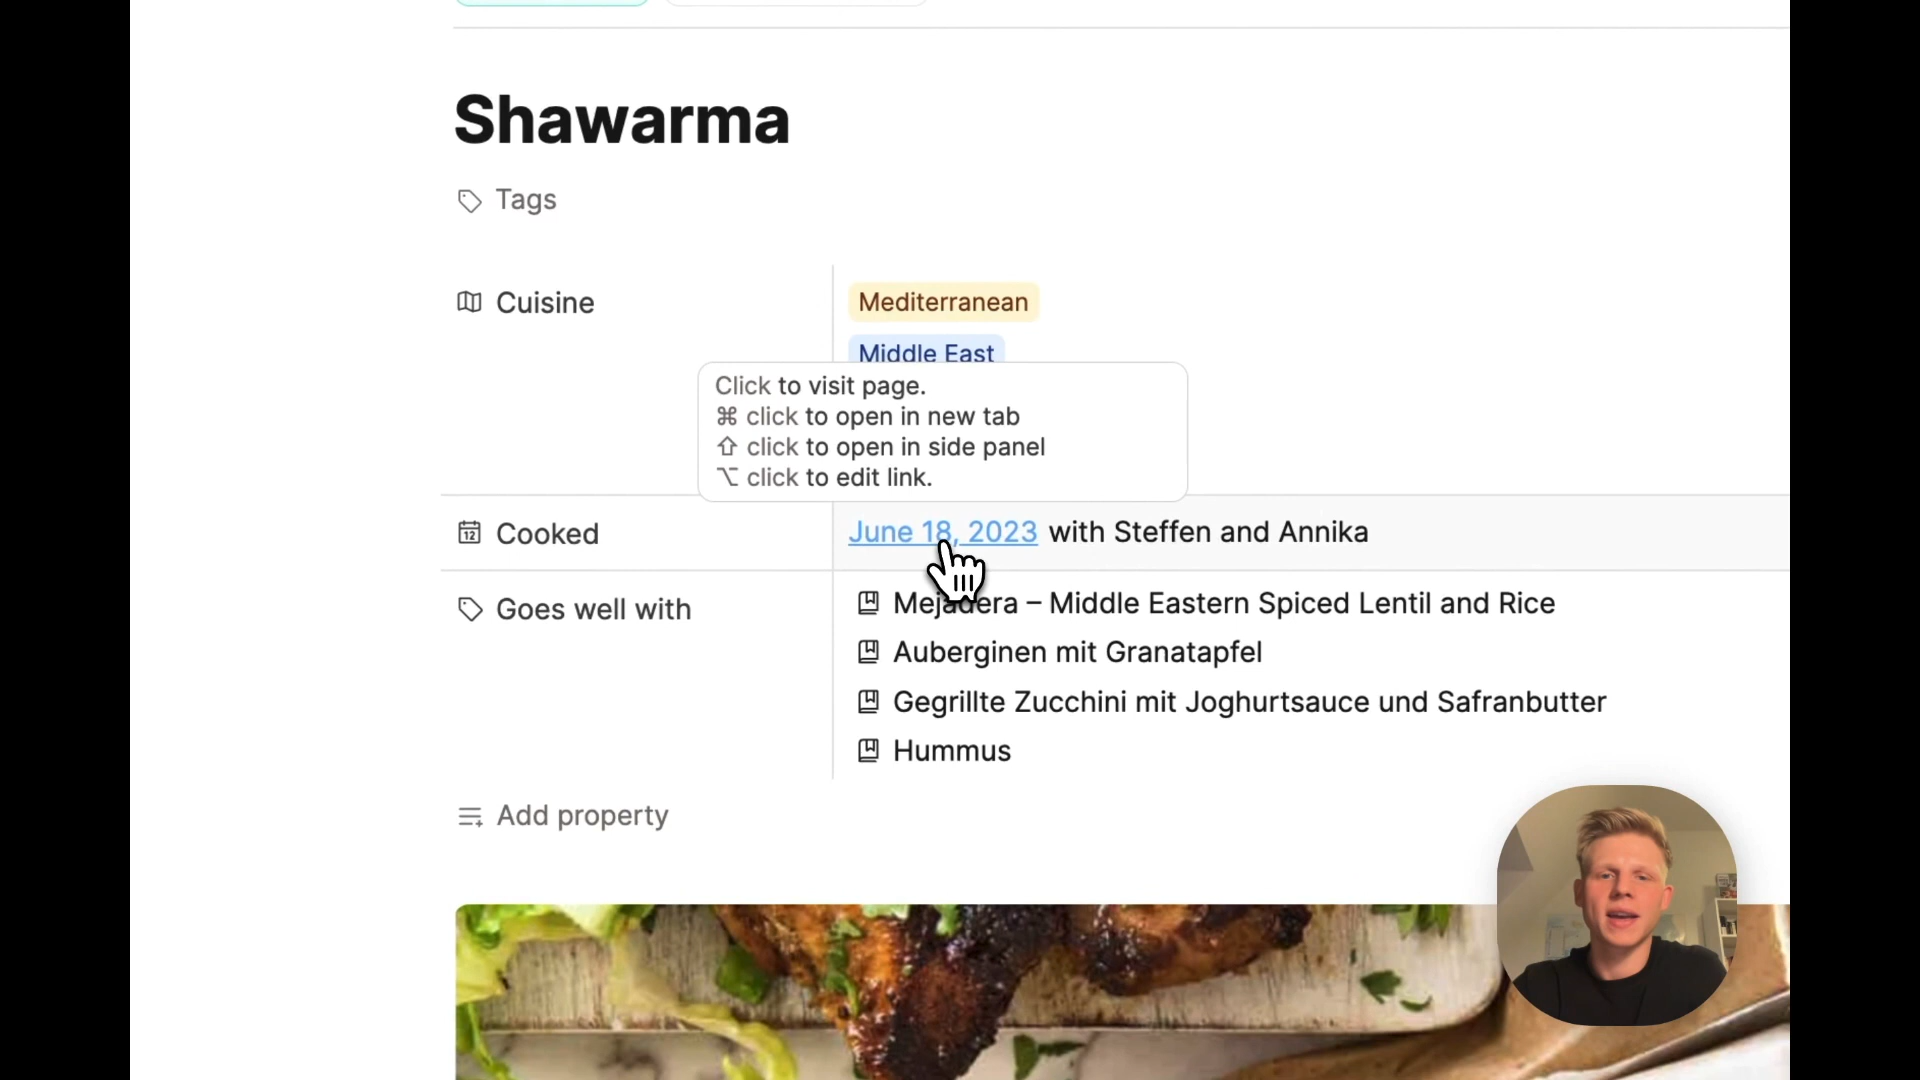 Shawarma
Tags
Cuisine
Mediterranean
Middle East
Click to visit page.
⌘ click to open in new tab
⇧ click to open in side panel
⌥ click to edit link.
Cooked
June 18, 2023 with Steffen and Annika
Goes well with
Mejadera – Middle Eastern Spiced Lentil and Rice
Auberginen mit Granatapfel
Gegrillte Zucchini mit Joghurtsauce und Safranbutter
Hummus
Add property